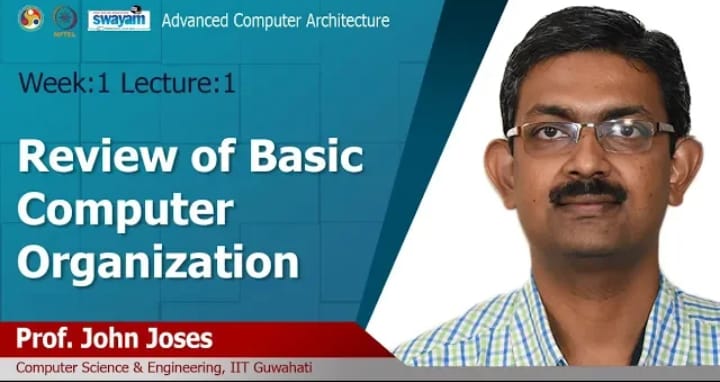 NPTEL
swayam
Advanced Computer Architecture
Week:1 Lecture:1
Review of Basic
Computer
Organization
Prof. John Joses
Computer Science & Engineering, IIT Guwahati